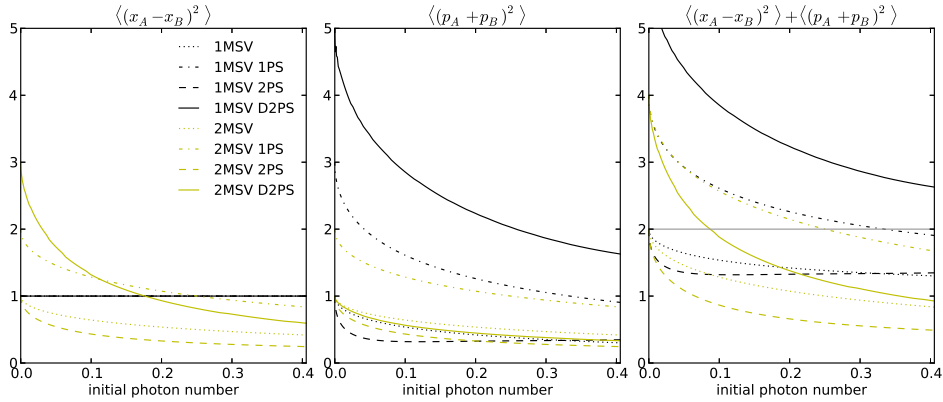 ⟨(x_A − x_B)²⟩
5
4
3
2
1
0
0.0 0.1 0.2 0.3 0.4
initial photon number
1MSV
1MSV 1PS
1MSV 2PS
1MSV D2PS
2MSV
2MSV 1PS
2MSV 2PS
2MSV D2PS
⟨(p_A + p_B)²⟩
5
4
3
2
1
0
0.0 0.1 0.2 0.3 0.4
initial photon number
⟨(x_A − x_B)²⟩ + ⟨(p_A + p_B)²⟩
5
4
3
2
1
0
0.0 0.1 0.2 0.3 0.4
initial photon number